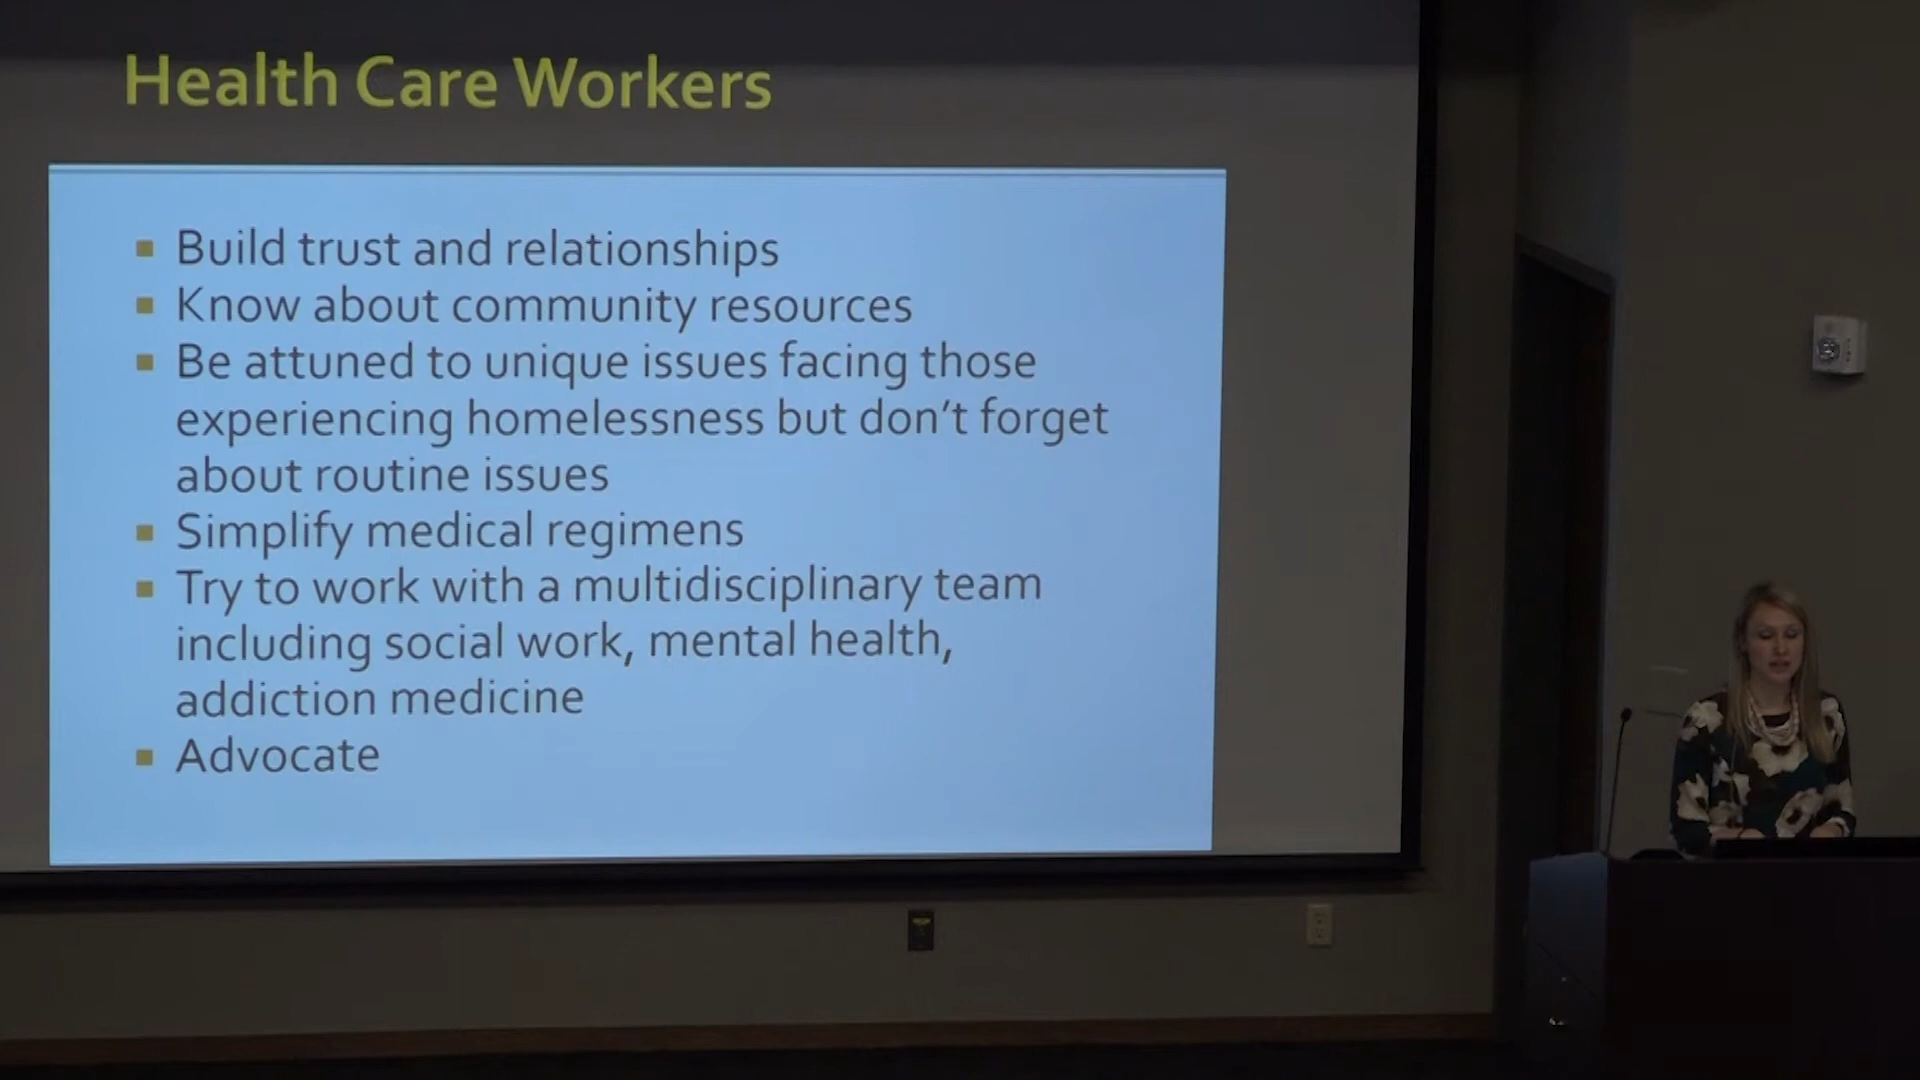 Health Care Workers
Build trust and relationships
Know about community resources
Be attuned to unique issues facing those
experiencing homelessness but don't forget
about routine issues
Simplify medical regimens
Try to work with a multidisciplinary team
including social work, mental health,
addiction medicine
Advocate